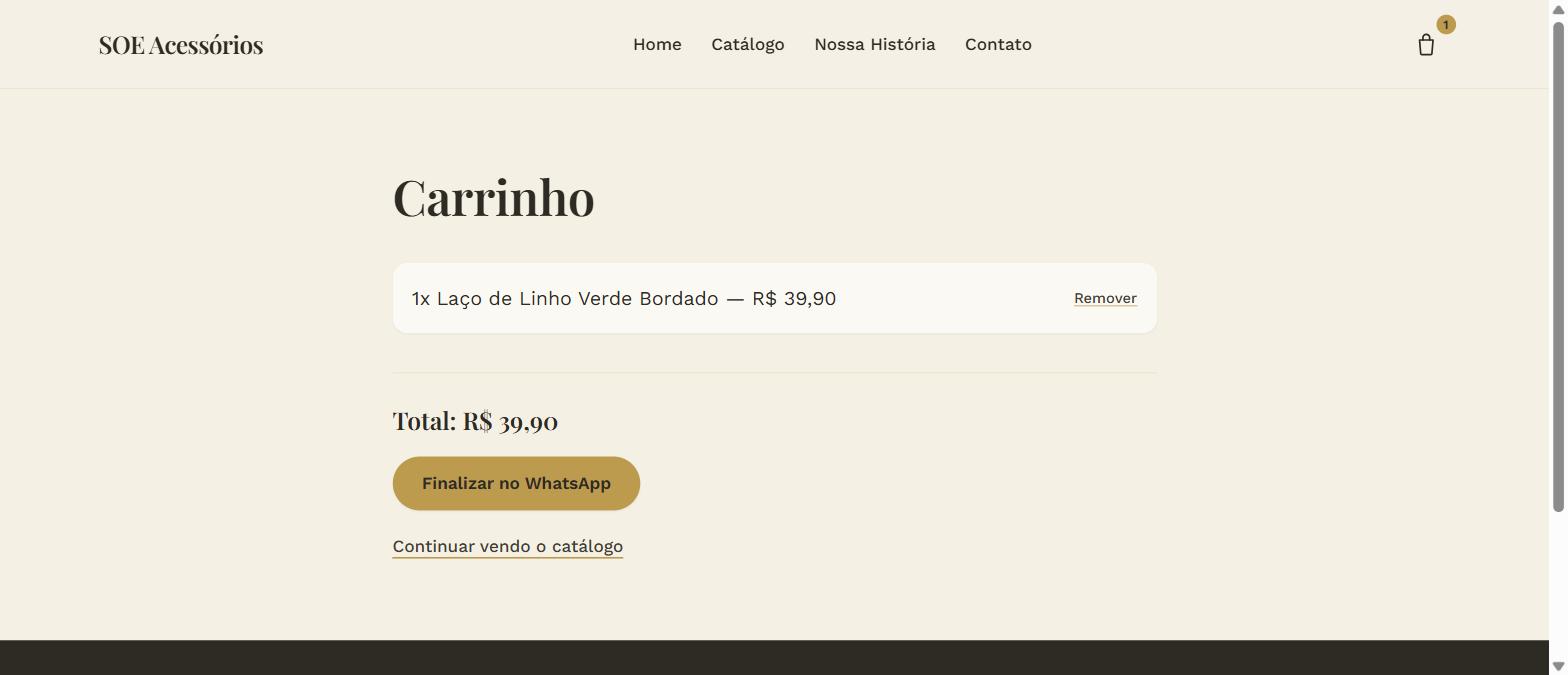 SOE Acessórios
Home
Catálogo
Nossa História
Contato
1
Carrinho
1x Laço de Linho Verde Bordado — R$ 39,90
Remover
Total: R$ 39,90
Finalizar no WhatsApp
Continuar vendo o catálogo